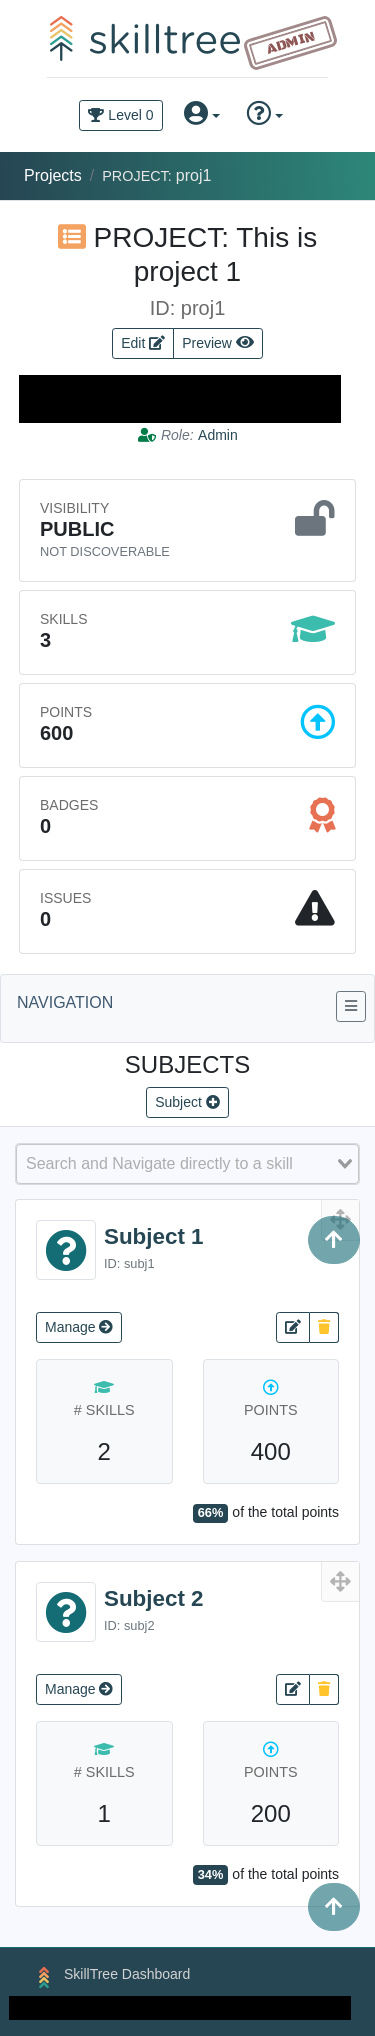 skilltree ADMIN
Level 0
Projects / PROJECT: proj1
PROJECT: This is
project 1
ID: proj1
Edit Preview
Role: Admin
VISIBILITY
PUBLIC
NOT DISCOVERABLE
SKILLS
3
POINTS
600
BADGES
0
ISSUES
0
NAVIGATION
SUBJECTS
Subject
Search and Navigate directly to a skill
Subject 1
ID: subj1
Manage
# SKILLS
2
POINTS
400
66% of the total points
Subject 2
ID: subj2
Manage
# SKILLS
1
POINTS
200
34% of the total points
SkillTree Dashboard